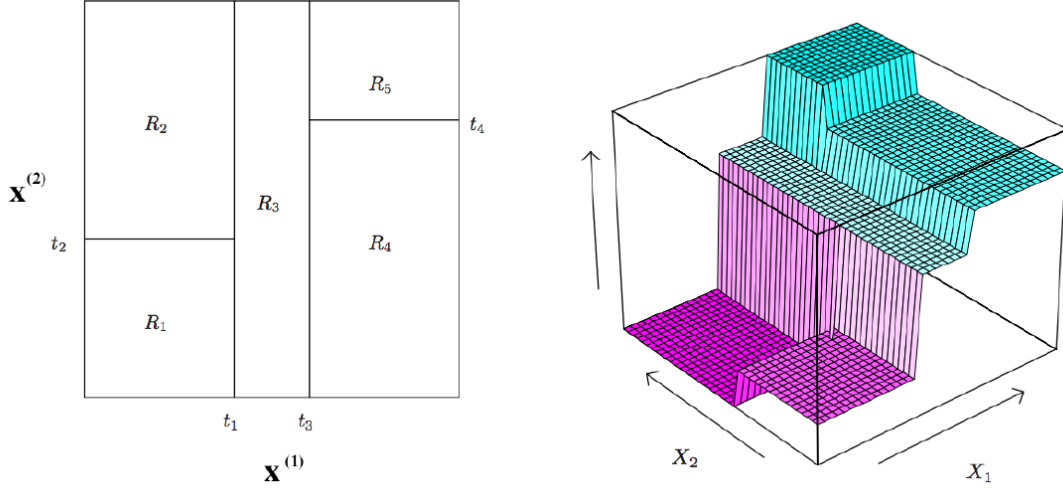 R₂
R₅
t₄
X⁽²⁾
R₃
t₂
R₄
R₁
t₁
t₃
X⁽¹⁾
X₂
X₁